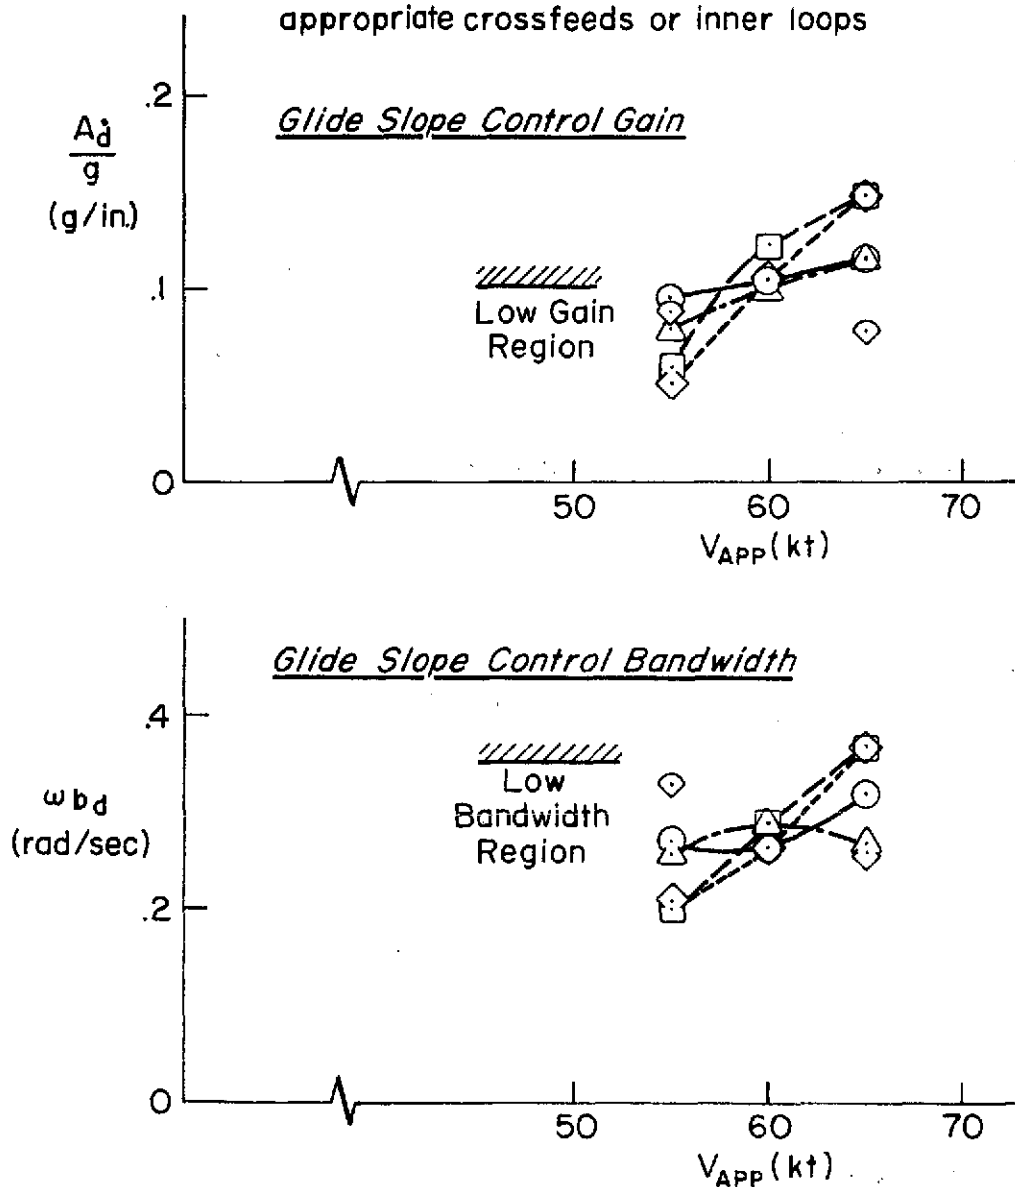 appropriate crossfeeds or inner loops
.2
Glide Slope Control Gain
Aḋ
g
(g/in.)
.1
Low Gain
Region
0
50
60
70
VAPP (kt)
Glide Slope Control Bandwidth
.4
ωbd
(rad/sec)
Low
Bandwidth
Region
.2
0
50
60
70
VAPP (kt)